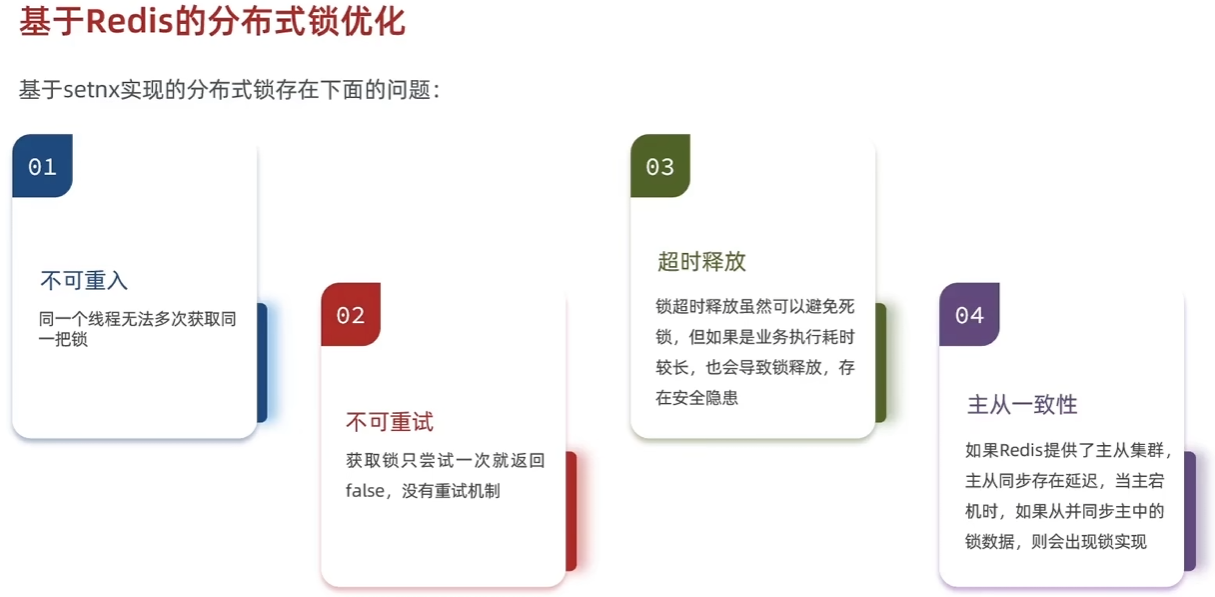 基于Redis的分布式锁优化
基于setnx实现的分布式锁存在下面的问题：
01
不可重入
同一个线程无法多次获取同
一把锁
02
不可重试
获取锁只尝试一次就返回
false，没有重试机制
03
超时释放
锁超时释放虽然可以避免死
锁，但如果是业务执行耗时
较长，也会导致锁释放，存
在安全隐患
04
主从一致性
如果Redis提供了主从集群，
主从同步存在延迟，当主宕
机时，如果从并同步主中的
锁数据，则会出现锁实现